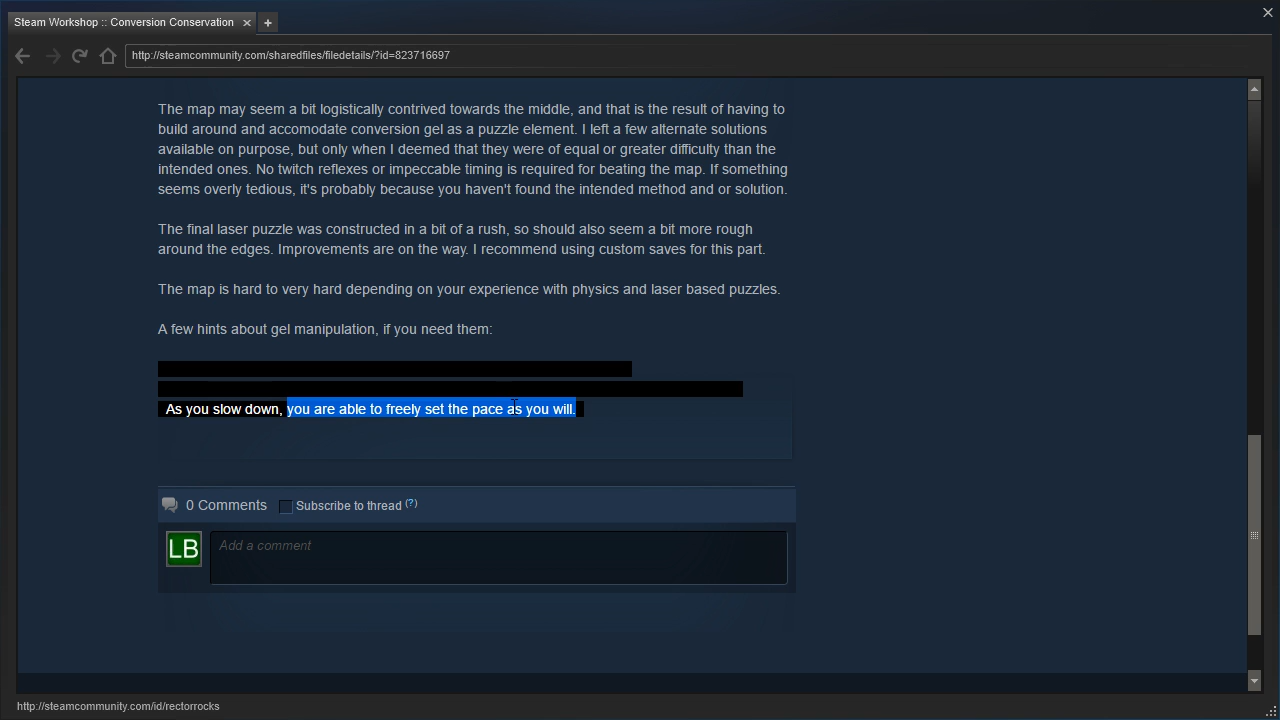 Steam Workshop :: Conversion Conservation
http://steamcommunity.com/sharedfiles/filedetails/?id=823716697
The map may seem a bit logistically contrived towards the middle, and that is the result of having to
build around and accomodate conversion gel as a puzzle element. I left a few alternate solutions
available on purpose, but only when I deemed that they were of equal or greater difficulty than the
intended ones. No twitch reflexes or impeccable timing is required for beating the map. If something
seems overly tedious, it's probably because you haven't found the intended method and or solution.
The final laser puzzle was constructed in a bit of a rush, so should also seem a bit more rough
around the edges. Improvements are on the way. I recommend using custom saves for this part.
The map is hard to very hard depending on your experience with physics and laser based puzzles.
A few hints about gel manipulation, if you need them:
As you slow down, you are able to freely set the pace as you will.
0 Comments Subscribe to thread (?)
LB Add a comment
http://steamcommunity.com/id/rectorrocks